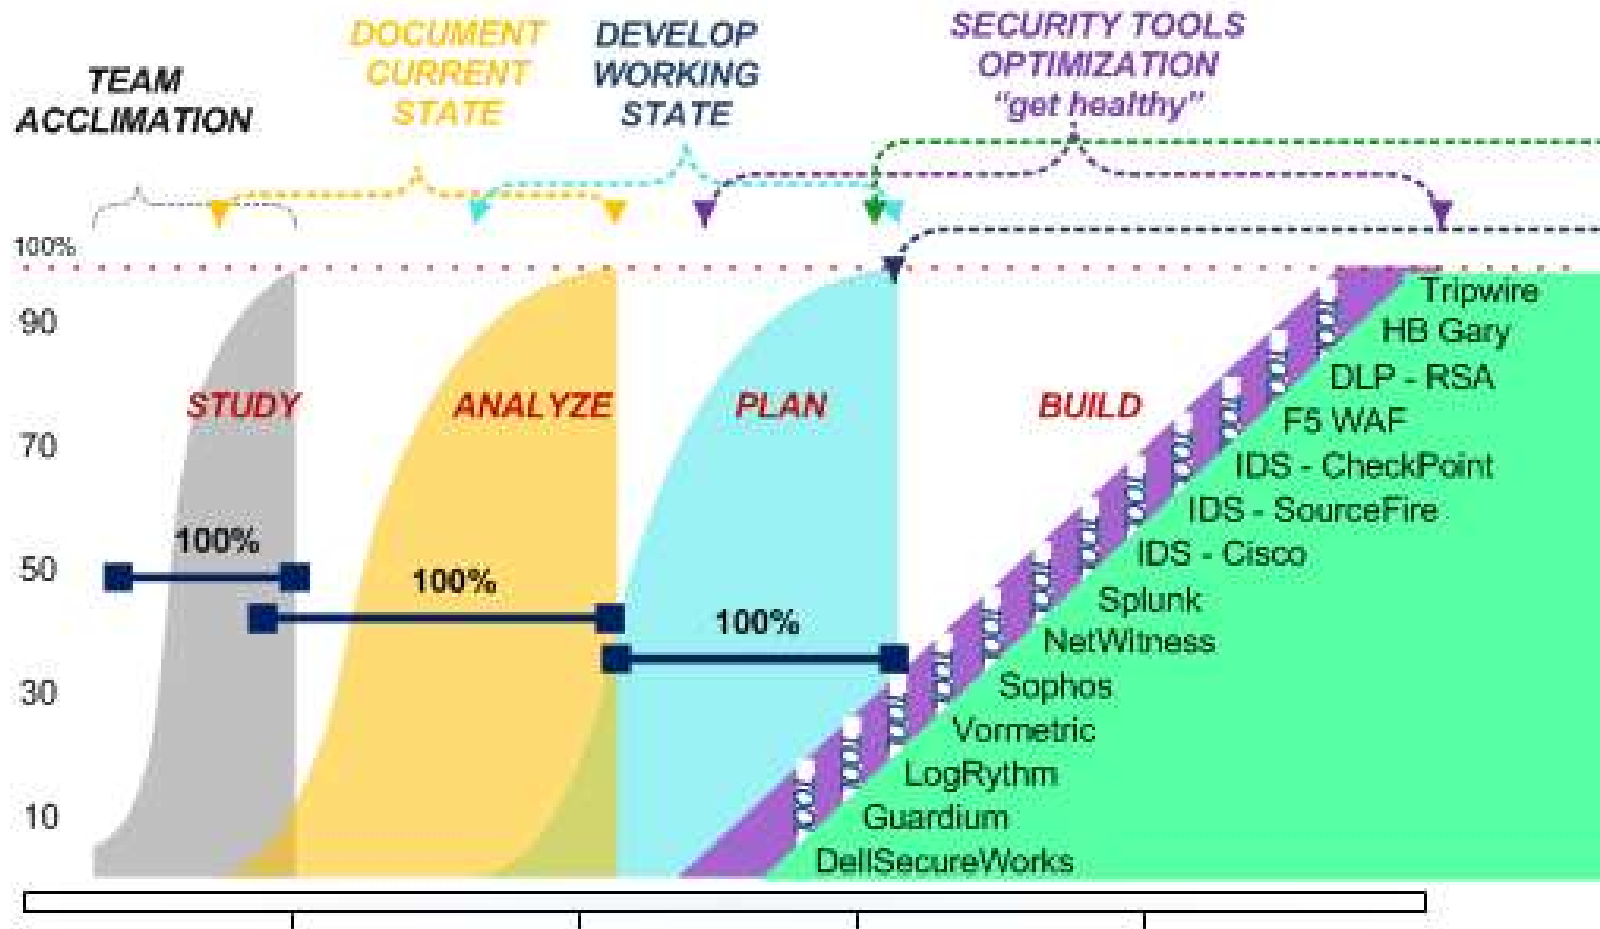 TEAM
ACCLIMATION
DOCUMENT
CURRENT
STATE
DEVELOP
WORKING
STATE
SECURITY TOOLS
OPTIMIZATION
“get healthy”
100%
90
70
50
30
10
STUDY
ANALYZE
PLAN
BUILD
100%
100%
100%
Tripwire
HB Gary
DLP - RSA
F5 WAF
IDS - CheckPoint
IDS - SourceFire
IDS - Cisco
Splunk
NetWitness
Sophos
Vormetric
LogRythm
Guardium
DellSecureWorks